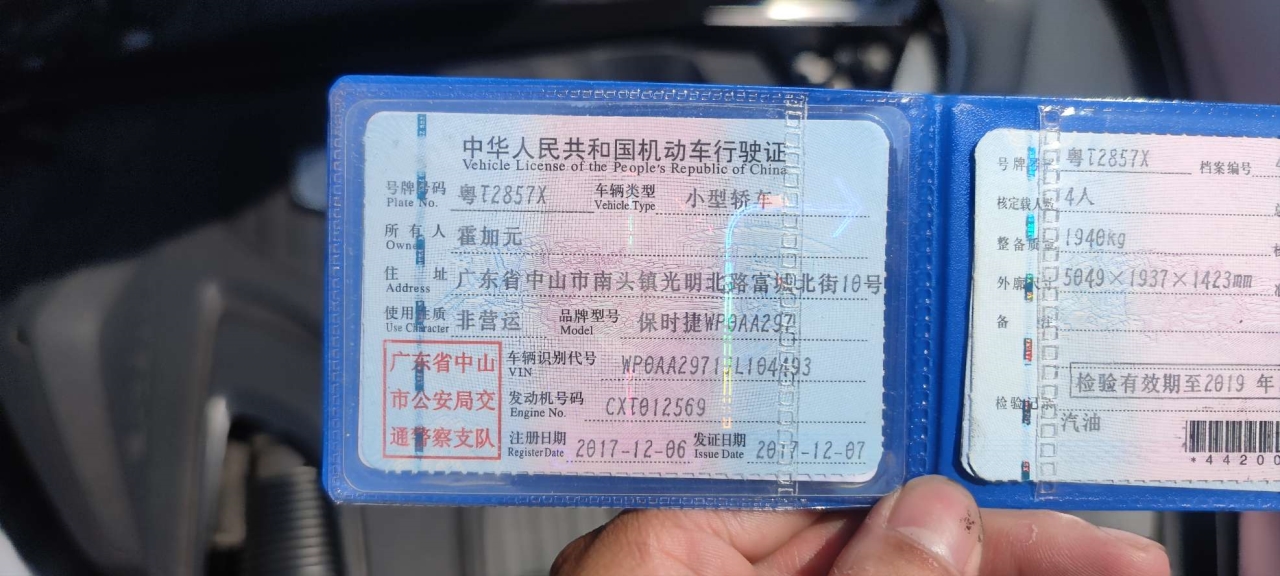 中华人民共和国机动车行驶证
Vehicle License of the People's Republic of China
号牌号码 粤T2857X 车辆类型 小型轿车
Plate No. Vehicle Type
所有人 霍加元
Owner
住址 广东省中山市南头镇光明北路富城北街10号
Address
使用性质 非营运 品牌型号 保时捷WP0AA297
Use Character Model
广东省中山
市公安局交
通警察支队
车辆识别代号
VIN
发动机号码 CXT012569
Engine No.
注册日期 2017-12-06 发证日期 2017-12-07
Register Date Issue Date
号牌号码 粤T2857X 档案编号
核定载人数 4人
整备质量 1940kg
外廓尺寸 5049×1937×1423mm
备注
检验有效期至2019 年
检验记录
汽油
*44200